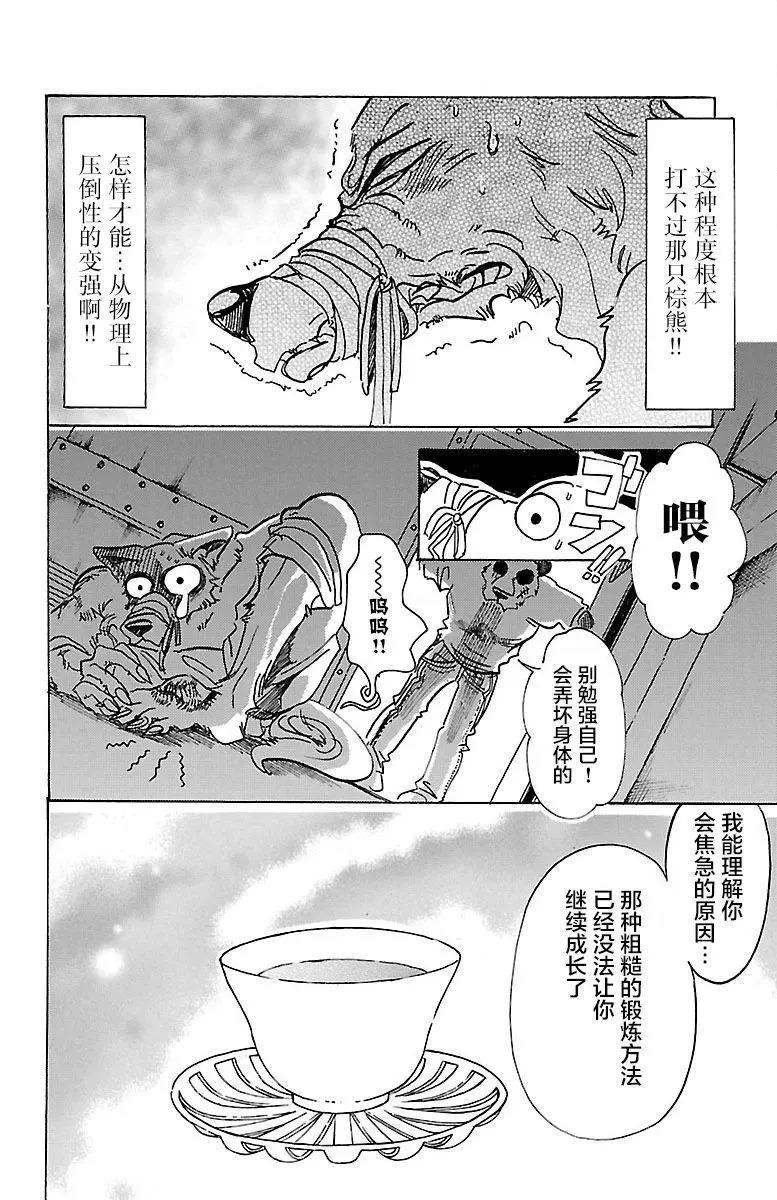 这种程度根本
打不过那只棕熊!!
怎样才能…从物理上
压倒性的变强啊!!
喂!!
ゴッ!!
呜呜!!
别勉强自己！
会弄坏身体的
我能理解你
会焦急的原因…
那种粗糙的锻炼方法
已经没法让你
继续成长了